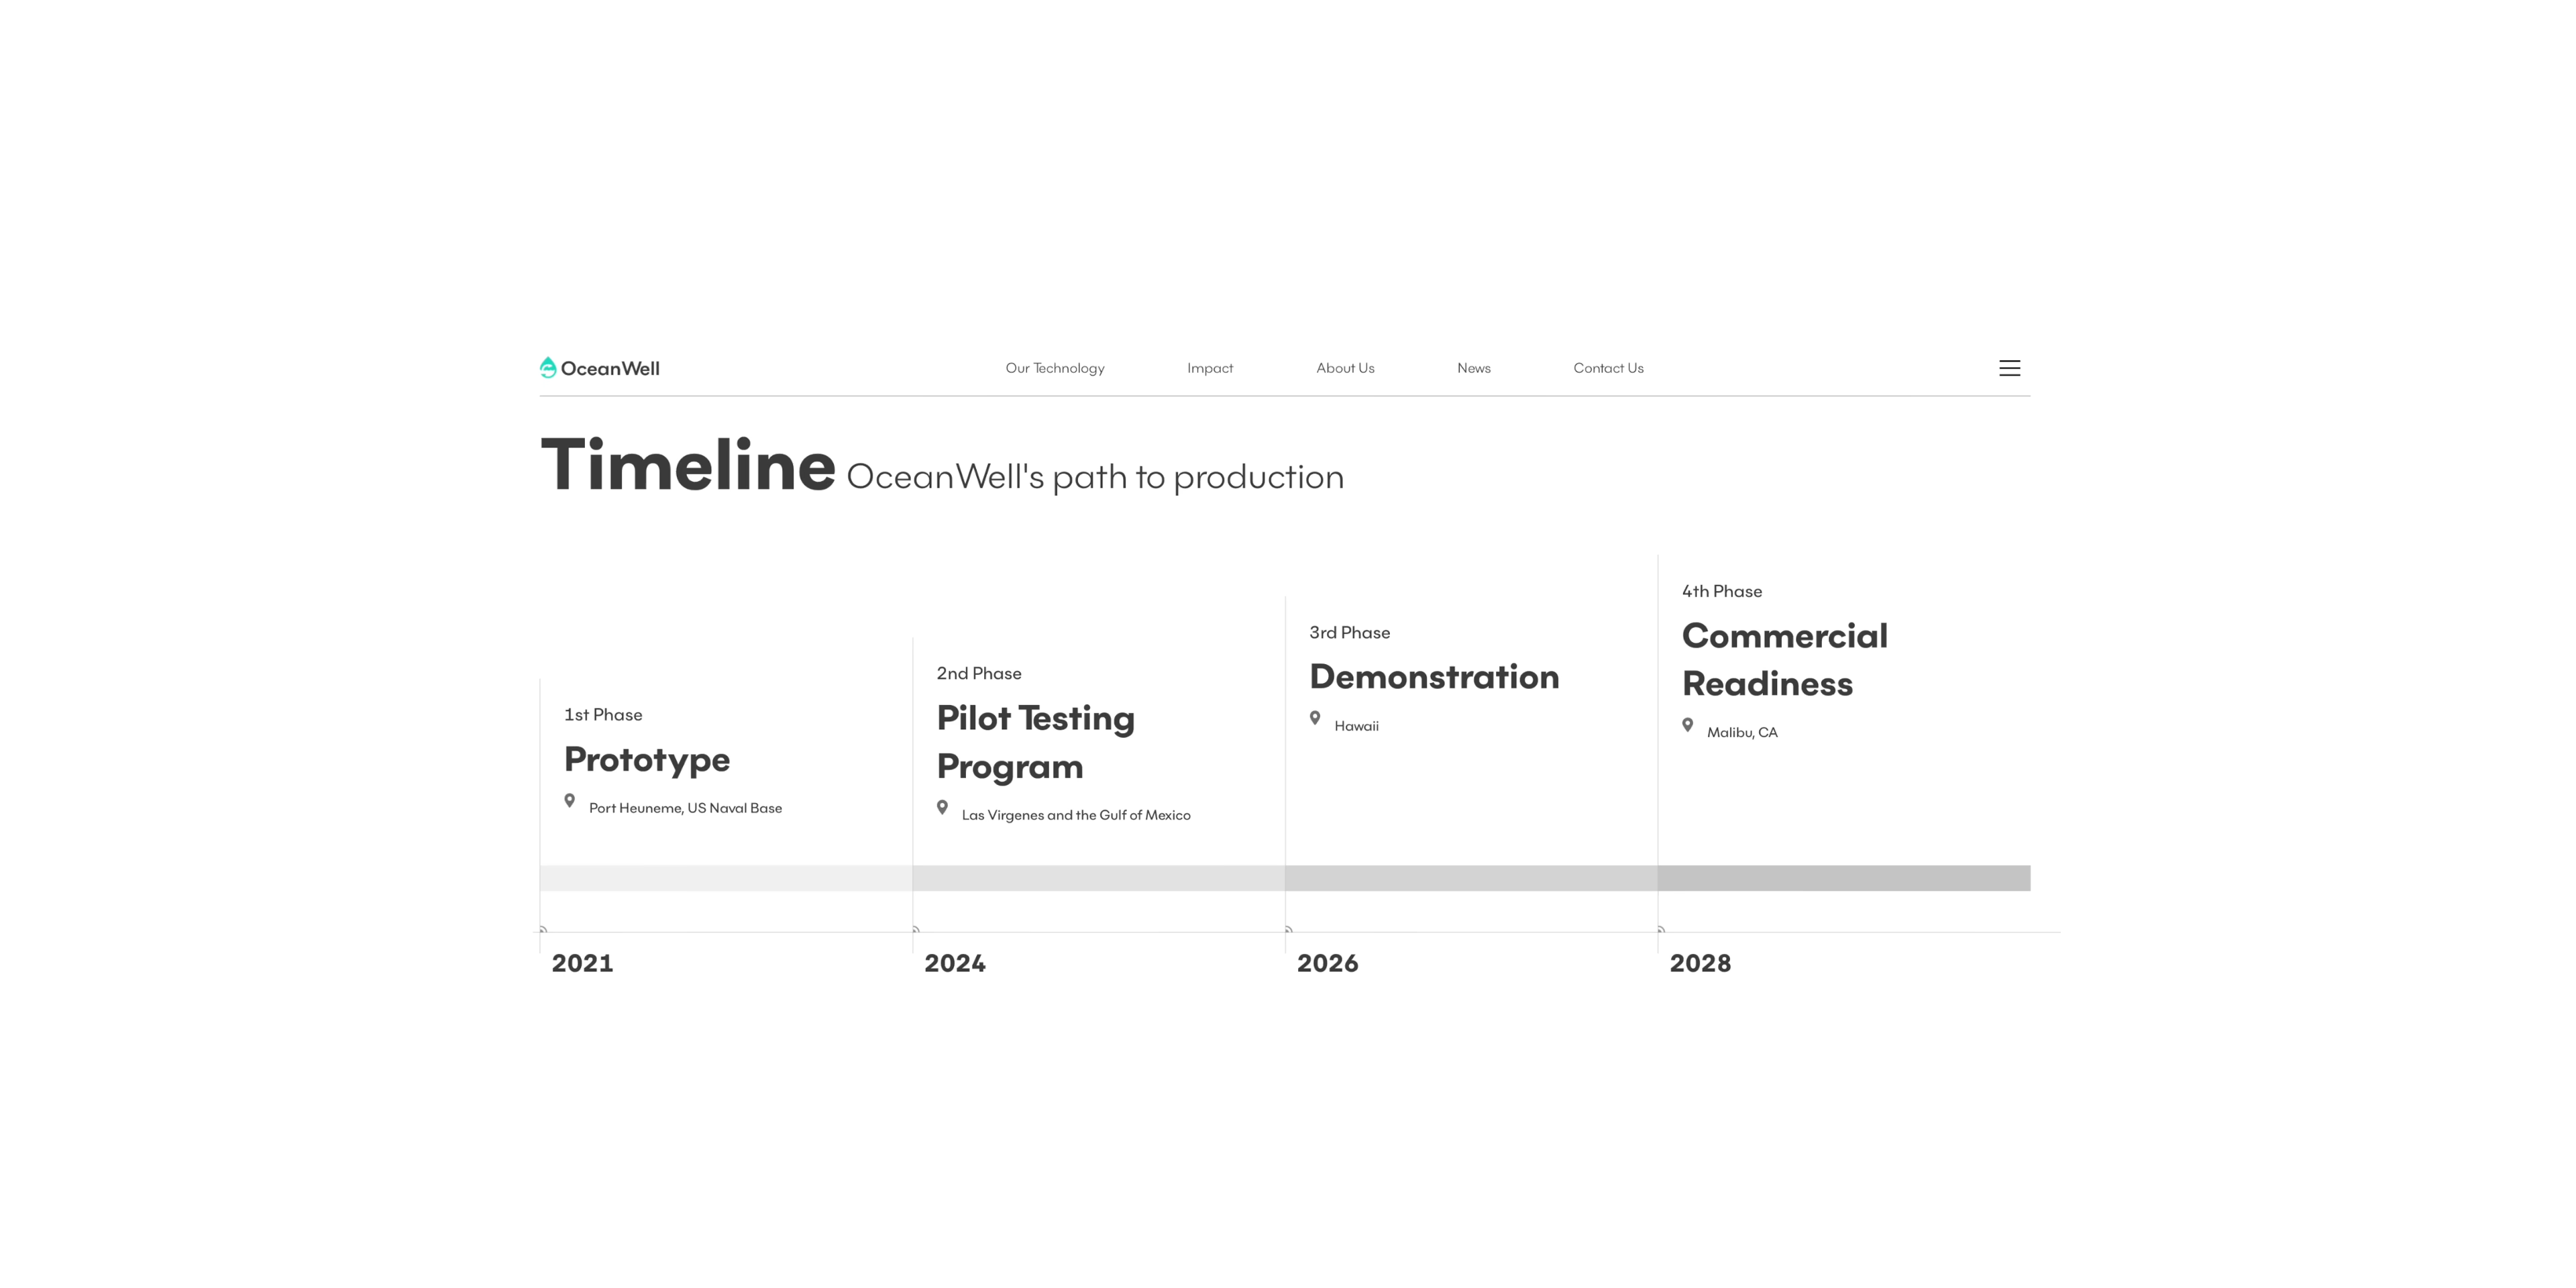 OceanWell
Our Technology
Impact
About Us
News
Contact Us
Timeline OceanWell's path to production
1st Phase
Prototype
Port Heuneme, US Naval Base
2nd Phase
Pilot Testing
Program
Las Virgenes and the Gulf of Mexico
3rd Phase
Demonstration
Hawaii
4th Phase
Commercial
Readiness
Malibu, CA
2021
2024
2026
2028